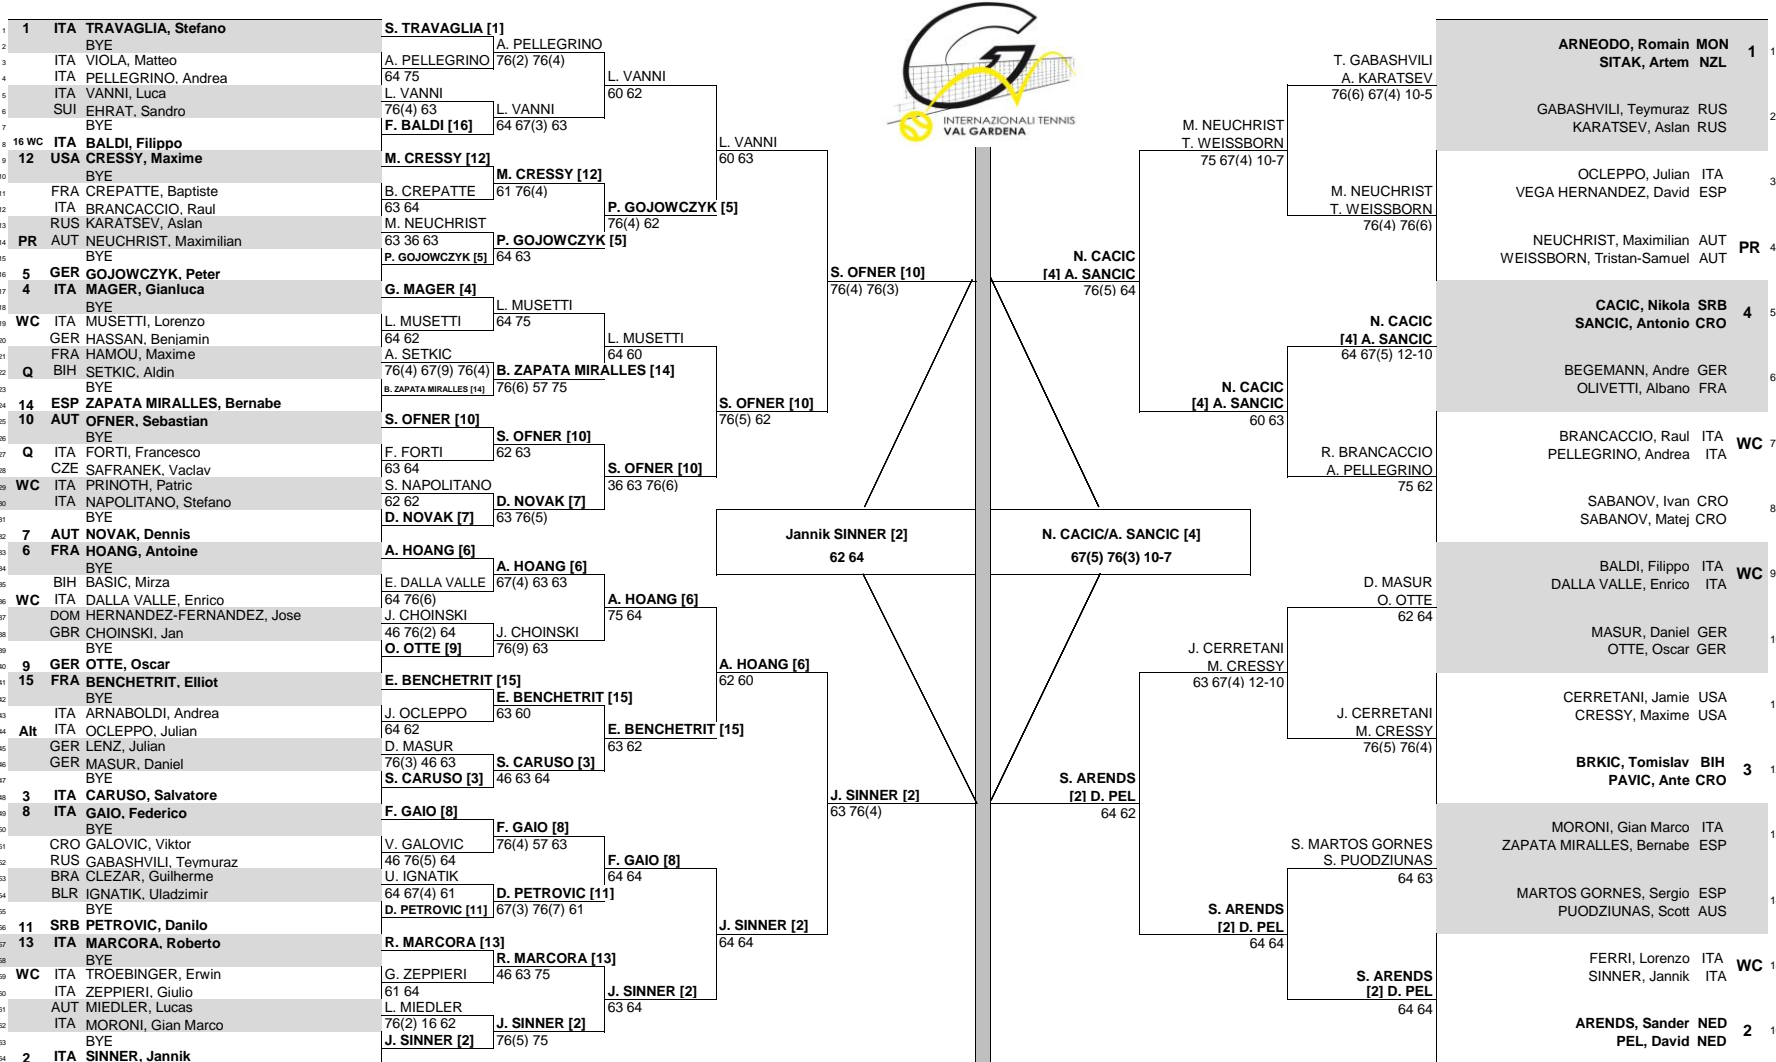 1 ITA TRAVAGLIA, Stefano
BYE
ITA VIOLA, Matteo
ITA PELLEGRINO, Andrea
ITA VANNI, Luca
SUI EHRAT, Sandro
BYE
16 WC ITA BALDI, Filippo
12 USA CRESSY, Maxime
BYE
FRA CREPATTE, Baptiste
ITA BRANCACCIO, Raul
RUS KARATSEV, Aslan
PR AUT NEUCHRIST, Maximilian
BYE
5 GER GOJOWCZYK, Peter
4 ITA MAGER, Gianluca
BYE
WC ITA MUSETTI, Lorenzo
GER HASSAN, Benjamin
FRA HAMOU, Maxime
Q BIH SETKIC, Aldin
BYE
14 ESP ZAPATA MIRALLES, Bernabe
10 AUT OFNER, Sebastian
BYE
Q ITA FORTI, Francesco
CZE SAFRANEK, Vaclav
WC ITA PRINOTH, Patric
ITA NAPOLITANO, Stefano
BYE
7 AUT NOVAK, Dennis
6 FRA HOANG, Antoine
BYE
BIH BASIC, Mirza
WC ITA DALLA VALLE, Enrico
DOM HERNANDEZ-FERNANDEZ, Jose
GBR CHOINSKI, Jan
BYE
9 GER OTTE, Oscar
15 FRA BENCHETRIT, Elliot
BYE
ITA ARNABOLDI, Andrea
Alt ITA OCLEPPO, Julian
GER LENZ, Julian
GER MASUR, Daniel
BYE
3 ITA CARUSO, Salvatore
8 ITA GAIO, Federico
BYE
CRO GALOVIC, Viktor
RUS GABASHVILI, Teymuraz
BRA CLEZAR, Guilherme
BLR IGNATIK, Uladzimir
BYE
11 SRB PETROVIC, Danilo
13 ITA MARCORA, Roberto
BYE
WC ITA TROEBINGER, Erwin
ITA ZEPPIERI, Giulio
AUT MIEDLER, Lucas
ITA MORONI, Gian Marco
BYE
2 ITA SINNER, Jannik
S. TRAVAGLIA [1]
A. PELLEGRINO
64 75
L. VANNI
76(4) 63
F. BALDI [16]
M. CRESSY [12]
B. CREPATTE
63 64
M. NEUCHRIST
63 36 63
P. GOJOWCZYK [5]
G. MAGER [4]
L. MUSETTI
64 62
A. SETKIC
76(4) 67(9) 76(4)
B. ZAPATA MIRALLES [14]
S. OFNER [10]
F. FORTI
63 64
S. NAPOLITANO
62 62
D. NOVAK [7]
A. HOANG [6]
E. DALLA VALLE
64 76(6)
J. CHOINSKI
46 76(2) 64
O. OTTE [9]
E. BENCHETRIT [15]
J. OCLEPPO
64 62
D. MASUR
76(3) 46 63
S. CARUSO [3]
F. GAIO [8]
V. GALOVIC
46 76(5) 64
U. IGNATIK
64 67(4) 61
D. PETROVIC [11]
R. MARCORA [13]
G. ZEPPIERI
61 64
L. MIEDLER
76(2) 16 62
J. SINNER [2]
A. PELLEGRINO
76(2) 76(4)
L. VANNI
64 67(3) 63
M. CRESSY [12]
61 76(4)
P. GOJOWCZYK [5]
64 63
L. MUSETTI
64 75
B. ZAPATA MIRALLES [14]
76(6) 57 75
S. OFNER [10]
62 63
D. NOVAK [7]
63 76(5)
A. HOANG [6]
67(4) 63 63
J. CHOINSKI
76(9) 63
E. BENCHETRIT [15]
63 60
S. CARUSO [3]
46 63 64
F. GAIO [8]
76(4) 57 63
D. PETROVIC [11]
67(3) 76(7) 61
R. MARCORA [13]
46 63 75
J. SINNER [2]
76(5) 75
L. VANNI
60 62
P. GOJOWCZYK [5]
76(4) 62
L. MUSETTI
64 60
S. OFNER [10]
36 63 76(6)
A. HOANG [6]
75 64
E. BENCHETRIT [15]
63 62
F. GAIO [8]
64 64
J. SINNER [2]
63 64
L. VANNI
60 63
S. OFNER [10]
76(5) 62
A. HOANG [6]
62 60
J. SINNER [2]
64 64
S. OFNER [10]
76(4) 76(3)
J. SINNER [2]
63 76(4)
Jannik SINNER [2]
62 64
INTERNAZIONALI TENNIS
VAL GARDENA
N. CACIC/A. SANCIC [4]
67(5) 76(3) 10-7
N. CACIC
[4] A. SANCIC
76(5) 64
S. ARENDS
[2] D. PEL
64 62
M. NEUCHRIST
T. WEISSBORN
75 67(4) 10-7
N. CACIC
[4] A. SANCIC
60 63
J. CERRETANI
M. CRESSY
63 67(4) 12-10
S. ARENDS
[2] D. PEL
64 64
T. GABASHVILI
A. KARATSEV
76(6) 67(4) 10-5
M. NEUCHRIST
T. WEISSBORN
76(4) 76(6)
N. CACIC
[4] A. SANCIC
64 67(5) 12-10
R. BRANCACCIO
A. PELLEGRINO
75 62
D. MASUR
O. OTTE
62 64
J. CERRETANI
M. CRESSY
76(5) 76(4)
S. MARTOS GORNES
S. PUODZIUNAS
64 63
S. ARENDS
[2] D. PEL
64 64
ARNEODO, Romain MON 1
SITAK, Artem NZL
GABASHVILI, Teymuraz RUS 2
KARATSEV, Aslan RUS
OCLEPPO, Julian ITA 3
VEGA HERNANDEZ, David ESP
NEUCHRIST, Maximilian AUT PR 4
WEISSBORN, Tristan-Samuel AUT
CACIC, Nikola SRB 4 5
SANCIC, Antonio CRO
BEGEMANN, Andre GER 6
OLIVETTI, Albano FRA
BRANCACCIO, Raul ITA WC 7
PELLEGRINO, Andrea ITA
SABANOV, Ivan CRO 8
SABANOV, Matej CRO
BALDI, Filippo ITA WC 9
DALLA VALLE, Enrico ITA
MASUR, Daniel GER
OTTE, Oscar GER
CERRETANI, Jamie USA
CRESSY, Maxime USA
BRKIC, Tomislav BIH 3
PAVIC, Ante CRO
MORONI, Gian Marco ITA
ZAPATA MIRALLES, Bernabe ESP
MARTOS GORNES, Sergio ESP
PUODZIUNAS, Scott AUS
FERRI, Lorenzo ITA WC
SINNER, Jannik ITA
ARENDS, Sander NED 2
PEL, David NED